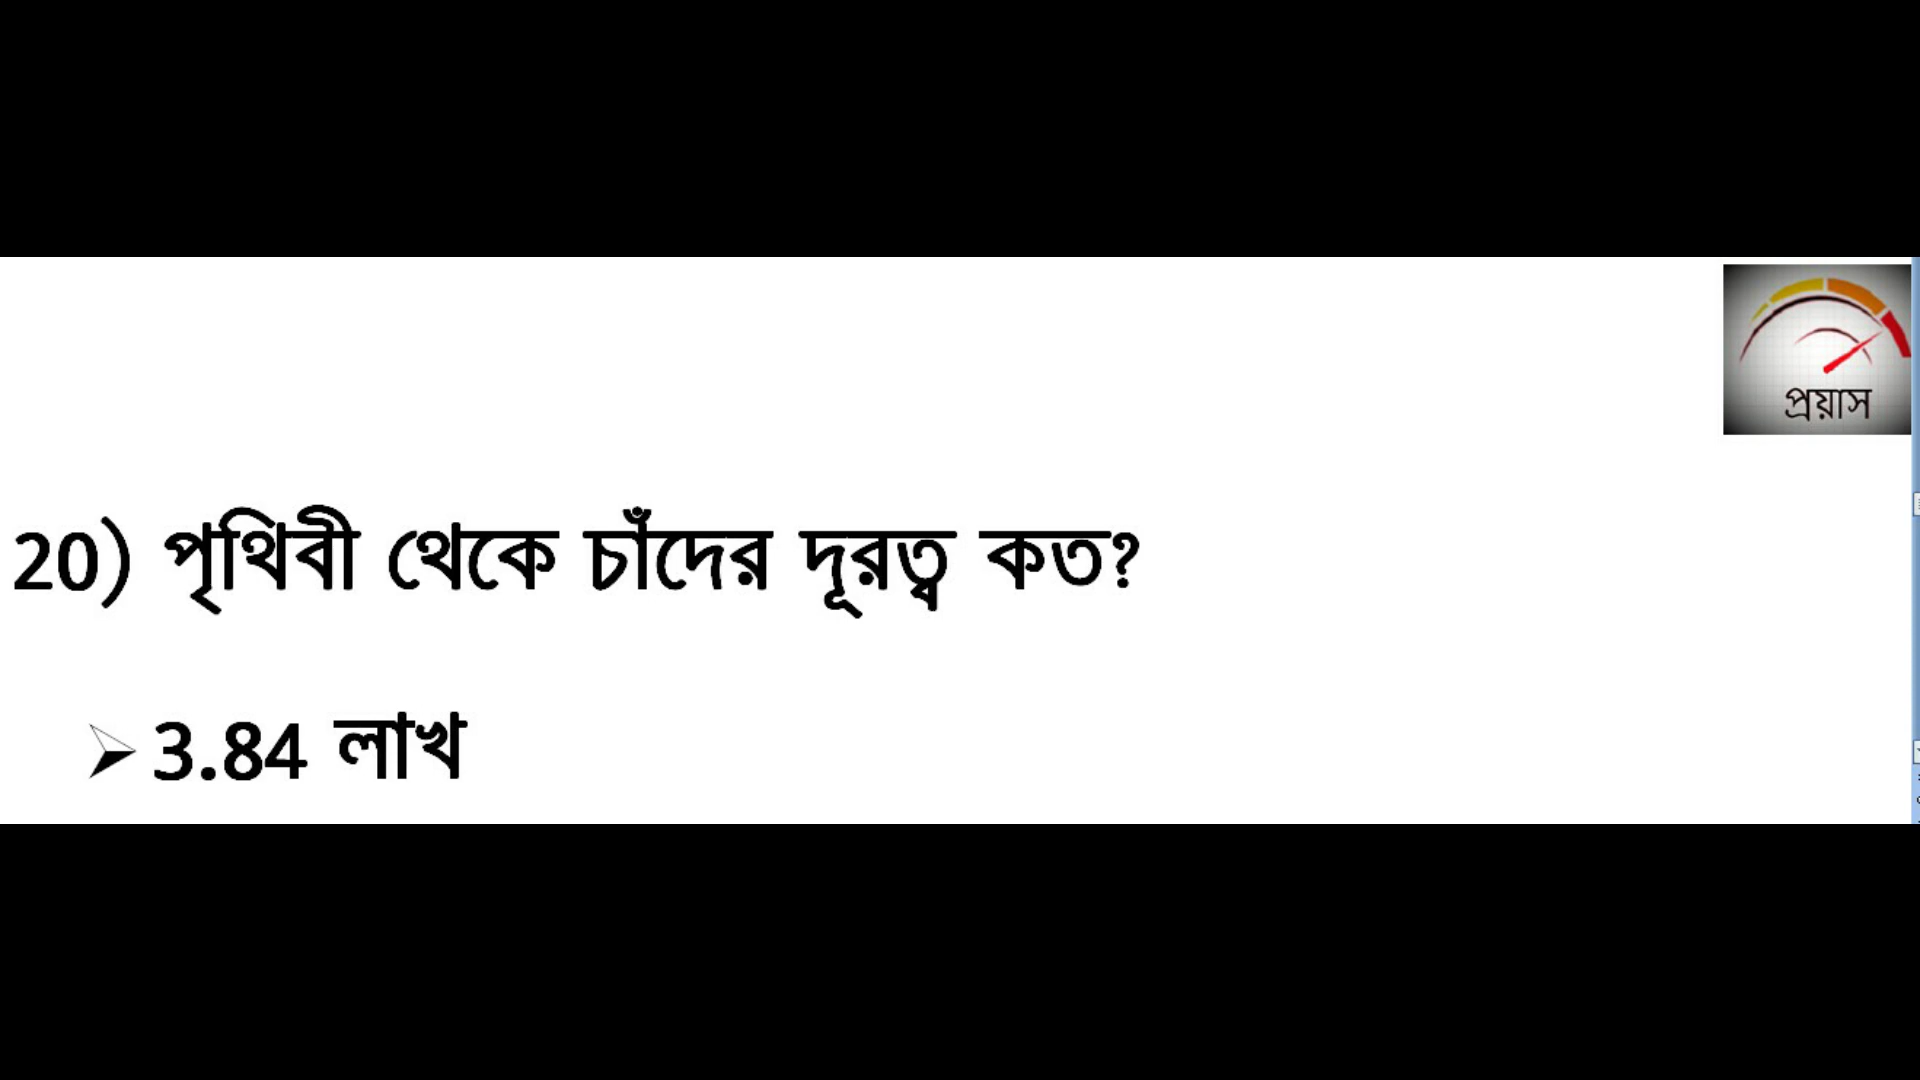 প্রয়াস
20) পৃথিবী থেকে চাঁদের দূরত্ব কত?
➢ 3.84 লাখ